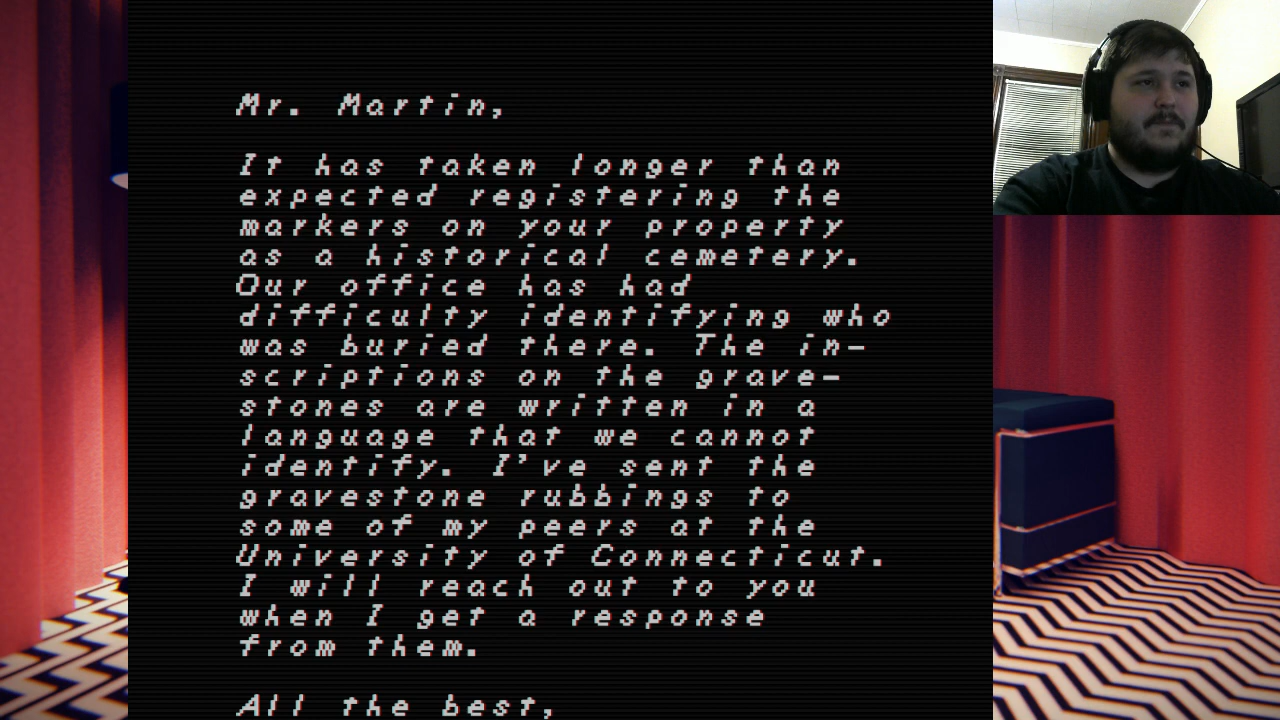 Mr. Martin,
It has taken longer than
expected registering the
markers on your property
as a historical cemetery.
Our office has had
difficulty identifying who
was buried there. The in-
scriptions on the grave-
stones are written in a
language that we cannot
identify. I've sent the
gravestone rubbings to
some of my peers at the
University of Connecticut.
I will reach out to you
when I get a response
from them.
All the best,